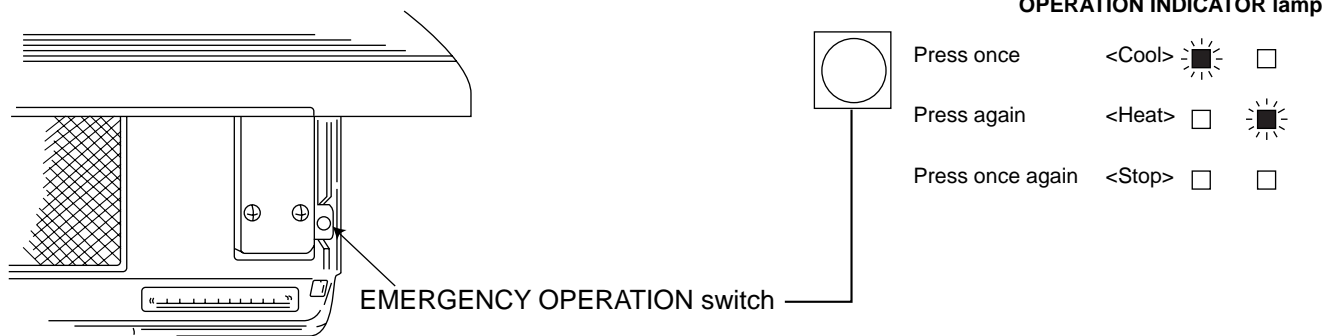 OPERATION INDICATOR lamp
Press once <Cool>
Press again <Heat>
Press once again <Stop>
EMERGENCY OPERATION switch